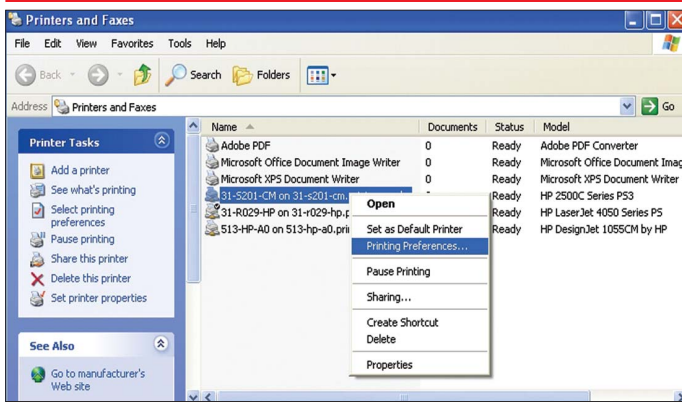 Printers and Faxes
File Edit View Favorites Tools Help
Back Search Folders
Address Printers and Faxes Go
Printer Tasks
Add a printer
See what's printing
Select printing
preferences
Pause printing
Share this printer
Delete this printer
Set printer properties
See Also
Go to manufacturer's
Web site
Name Documents Status Model
Adobe PDF 0 Ready Adobe PDF Converter
Microsoft Office Document Image Writer 0 Ready Microsoft Office Document Imag
Microsoft XPS Document Writer 0 Ready Microsoft XPS Document Writer
31-S201-CM on 31-s201-cm. Ready HP 2500C Series PS3
31-R029-HP on 31-r029-hp.p Ready HP LaserJet 4050 Series PS
513-HP-A0 on 513-hp-a0.prin Ready HP DesignJet 1055CM by HP
Open
Set as Default Printer
Printing Preferences...
Pause Printing
Sharing...
Create Shortcut
Delete
Properties